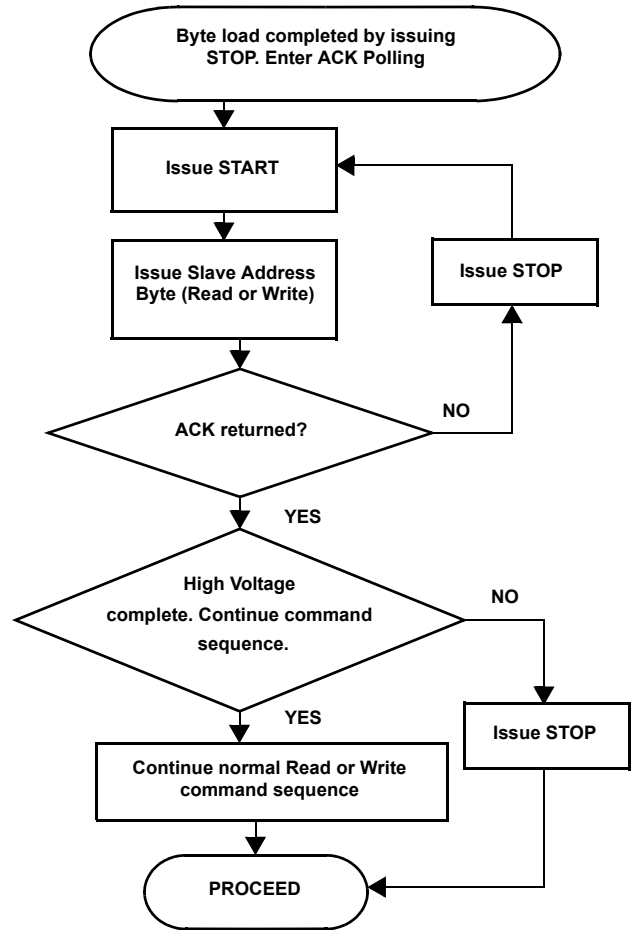 Byte load completed by issuing
STOP. Enter ACK Polling
Issue START
Issue Slave Address
Byte (Read or Write)
Issue STOP
ACK returned?
NO
YES
High Voltage
complete. Continue command
sequence.
NO
YES
Issue STOP
Continue normal Read or Write
command sequence
PROCEED